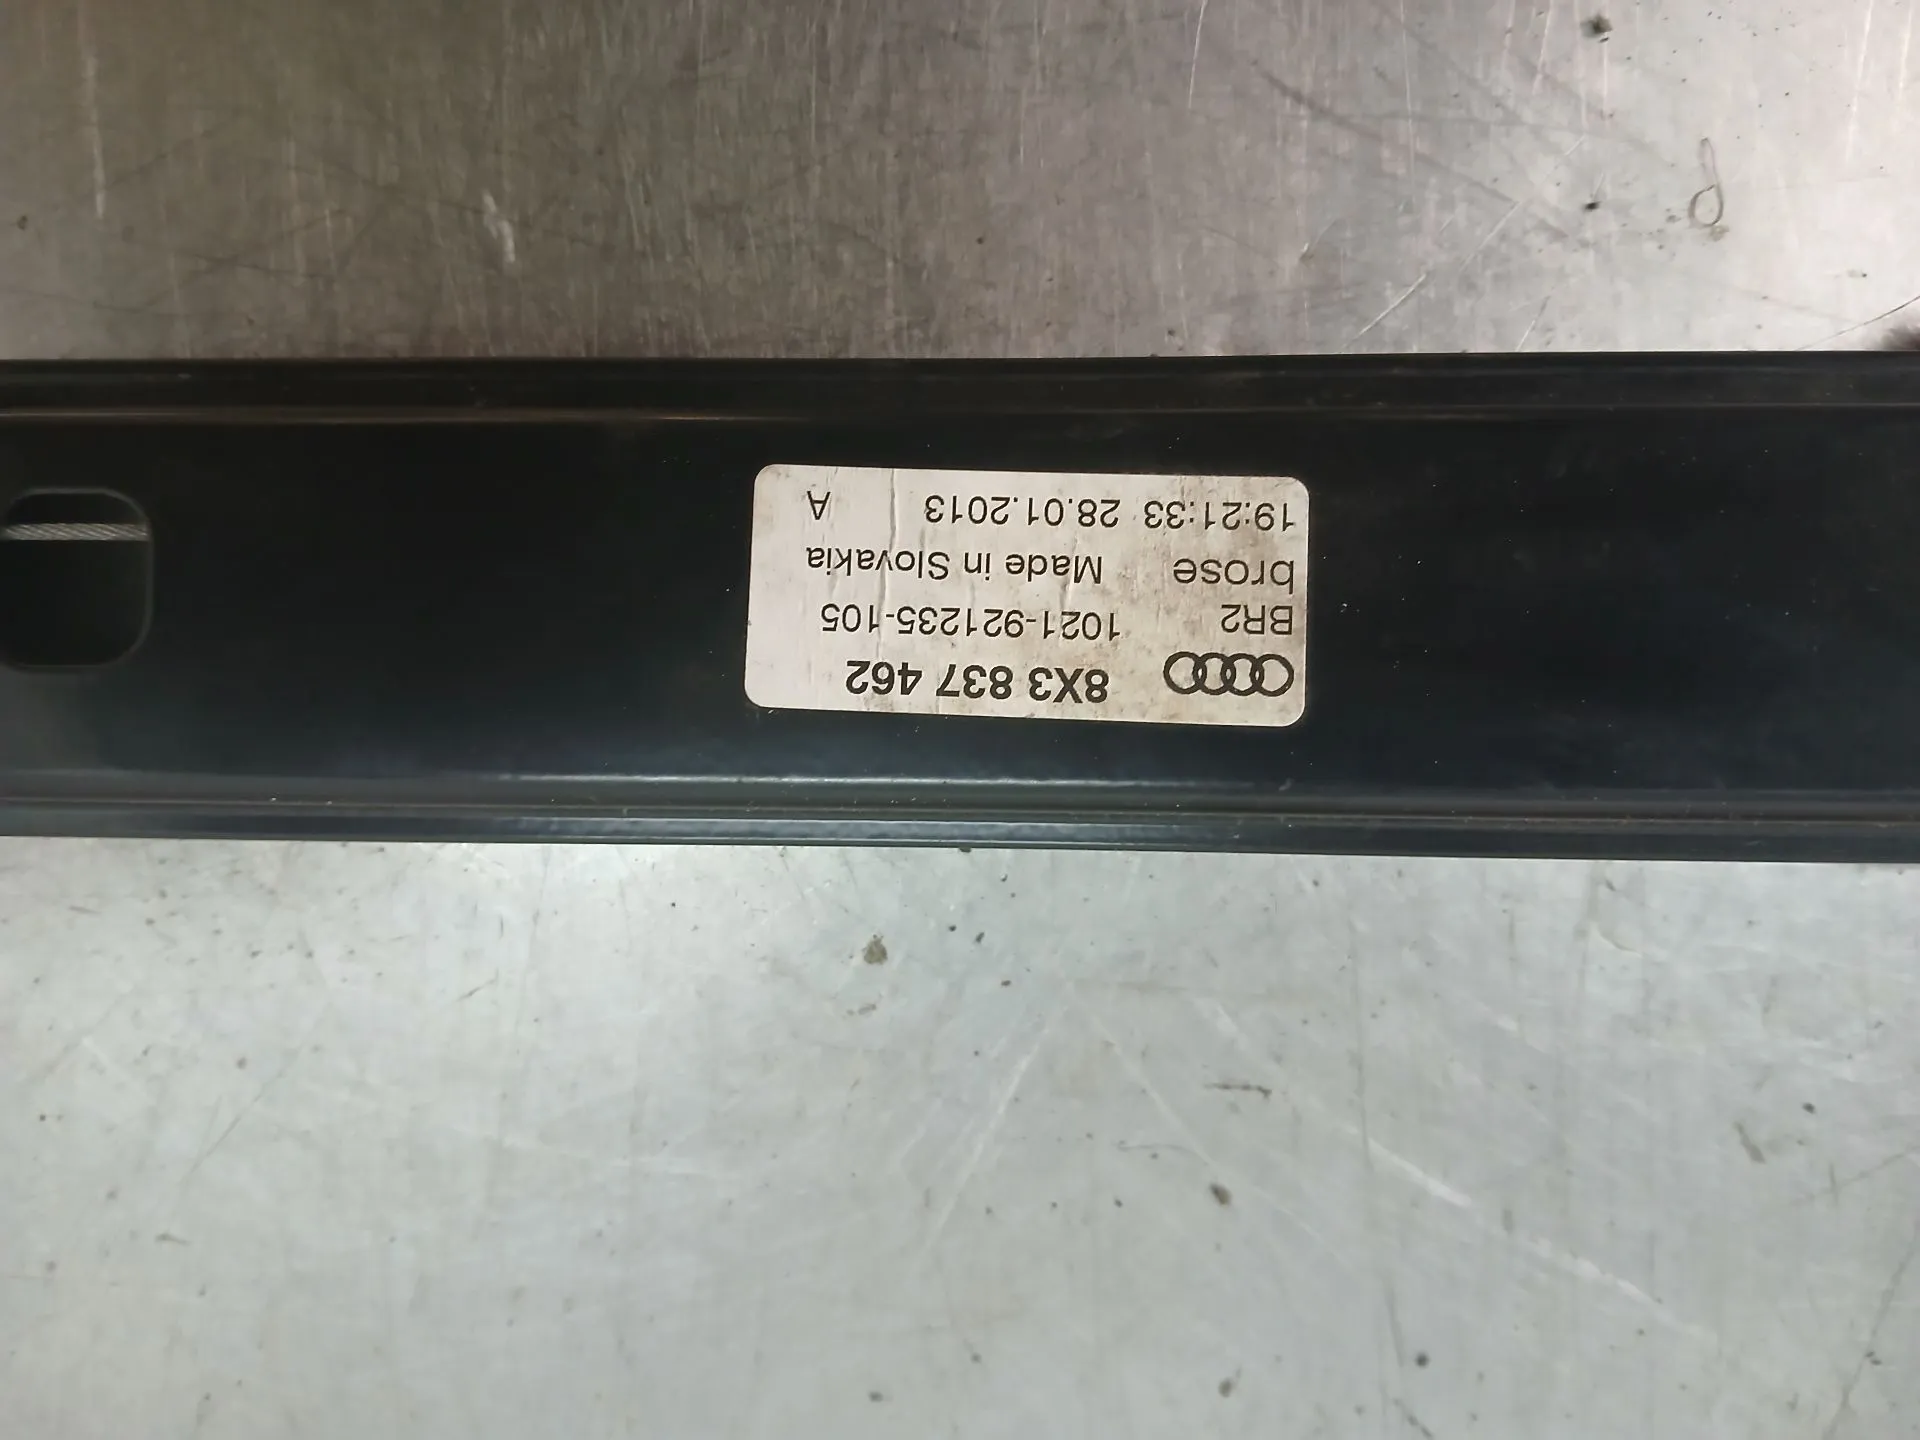 8X3 837 462
BR2 1021-921235-105
brose Made in Slovakia
19:21:33 28.01.2013 A